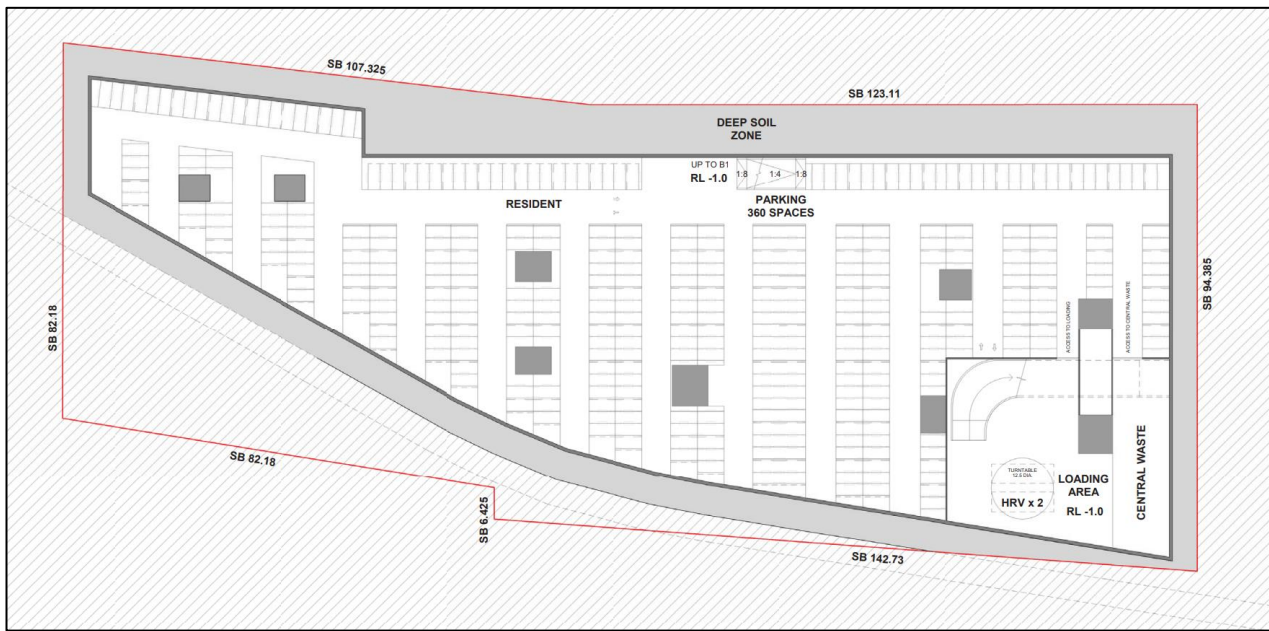 SB 107.325
SB 123.11
DEEP SOIL
ZONE
UP TO B1
RL -1.0
1:8
1:4
1:8
RESIDENT
PARKING
360 SPACES
SB 94.385
SB 82.18
ACCESS TO LOADING
ACCESS TO CENTRAL WASTE
SB 82.18
SB 6.425
TURNTABLE
12.5 DIA.
HRV x 2
LOADING
AREA
RL -1.0
CENTRAL WASTE
SB 142.73